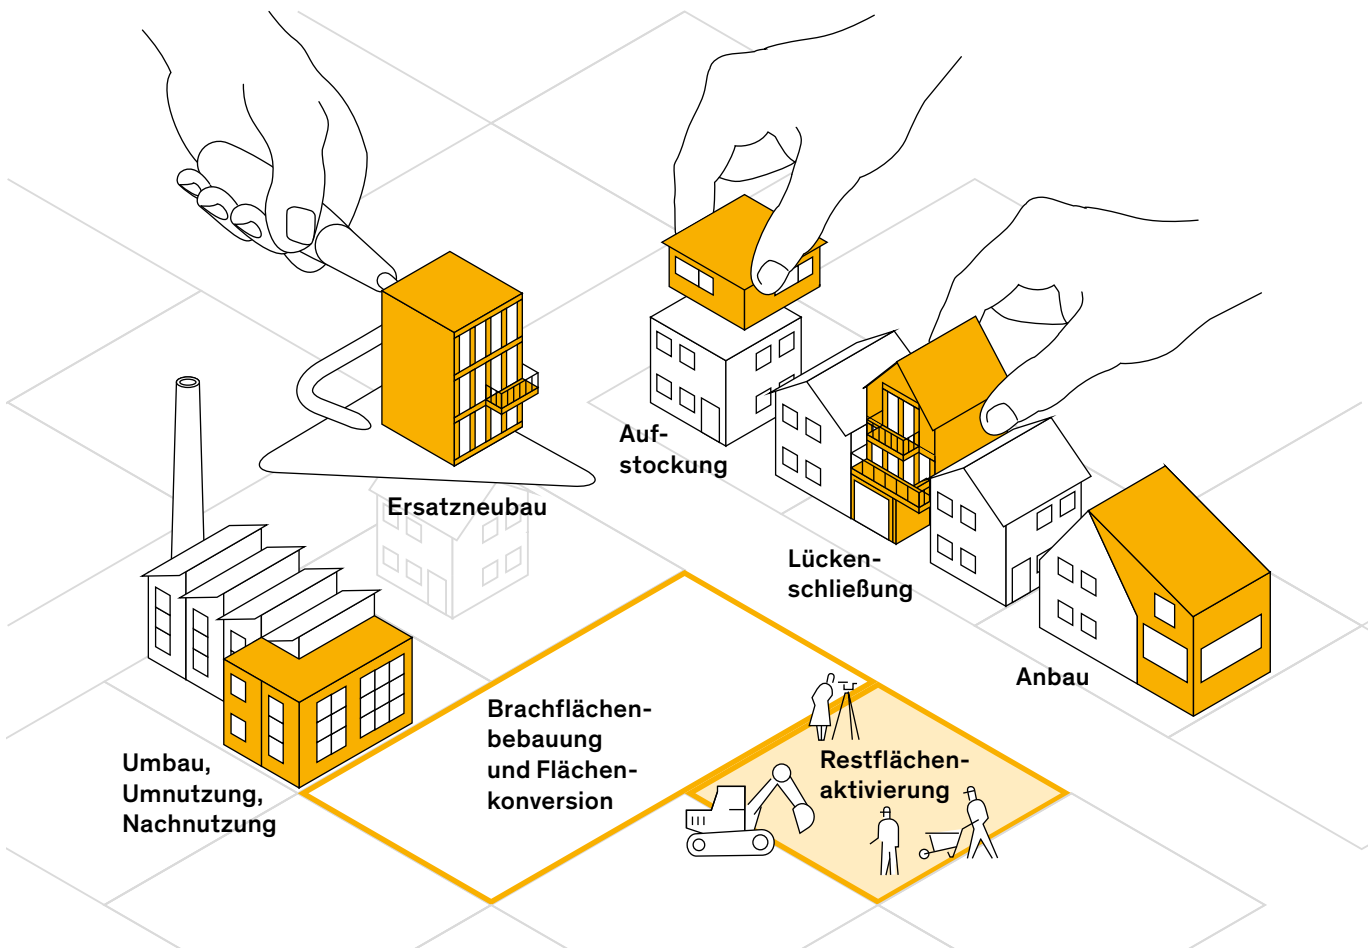 Auf-
stockung
Ersatzneubau
Lücken-
schließung
Anbau
Brachflächen-
bebauung
und Flächen-
konversion
Restflächen-
aktivierung
Umbau,
Umnutzung,
Nachnutzung